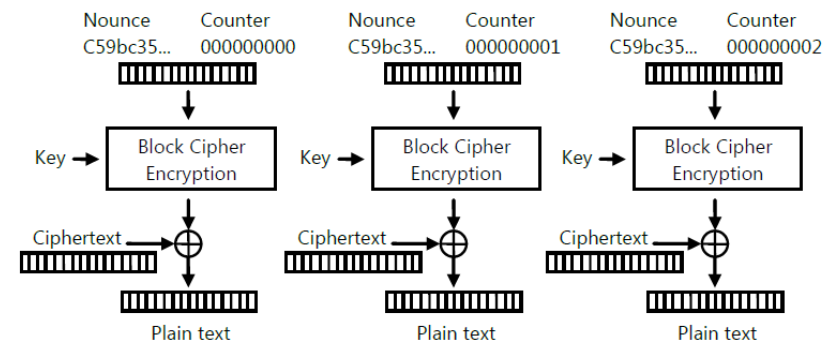 Nounce Counter Nounce Counter Nounce Counter
C59bc35... 000000000 C59bc35... 000000001 C59bc35... 000000002
Key Block Cipher Encryption Key Block Cipher Encryption Key Block Cipher Encryption
Ciphertext Ciphertext Ciphertext
Plain text Plain text Plain text